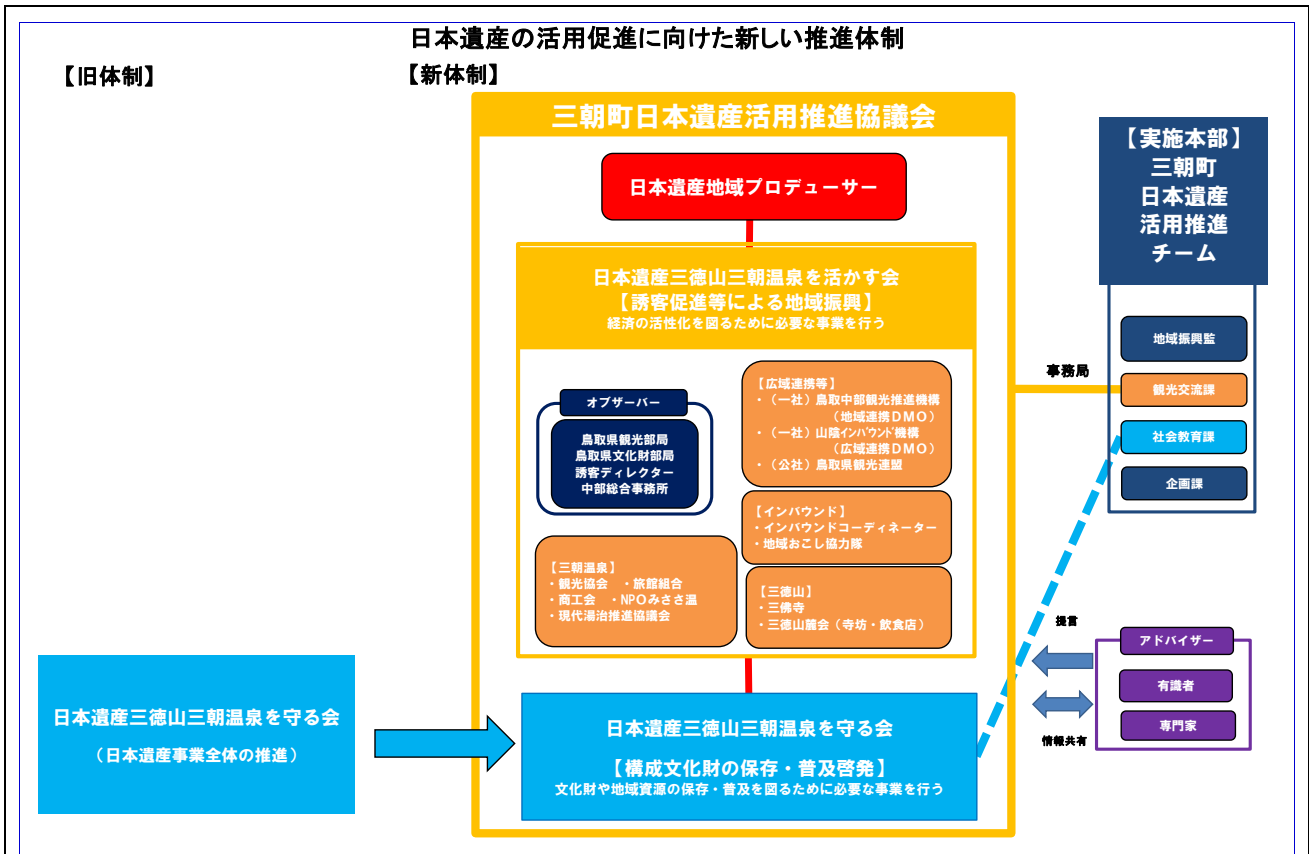 日本遺産の活用促進に向けた新しい推進体制
【旧体制】
【新体制】
三朝町日本遺産活用推進協議会
日本遺産地域プロデューサー
日本遺産三徳山三朝温泉を活かす会
【誘客促進等による地域振興】
経済の活性化を図るために必要な事業を行う
オブザーバー
鳥取県観光部局
鳥取県文化財部局
誘客ディレクター
中部総合事務所
【広域連携等】
・（一社）鳥取中部観光推進機構
（地域連携DMO）
・（一社）山陰インバウンド機構
（広域連携DMO）
・（公社）鳥取県観光連盟
【インバウンド】
・インバウンドコーディネーター
・地域おこし協力隊
【三朝温泉】
・観光協会　・旅館組合
・商工会　・NPOみささ温
・現代湯治推進協議会
【三徳山】
・三佛寺
・三徳山麓会（寺坊・飲食店）
日本遺産三徳山三朝温泉を守る会
（日本遺産事業全体の推進）
日本遺産三徳山三朝温泉を守る会
【構成文化財の保存・普及啓発】
文化財や地域資源の保存・普及を図るために必要な事業を行う
【実施本部】
三朝町
日本遺産
活用推進
チーム
地域振興監
事務局
観光交流課
社会教育課
企画課
提言
アドバイザー
有識者
専門家
情報共有